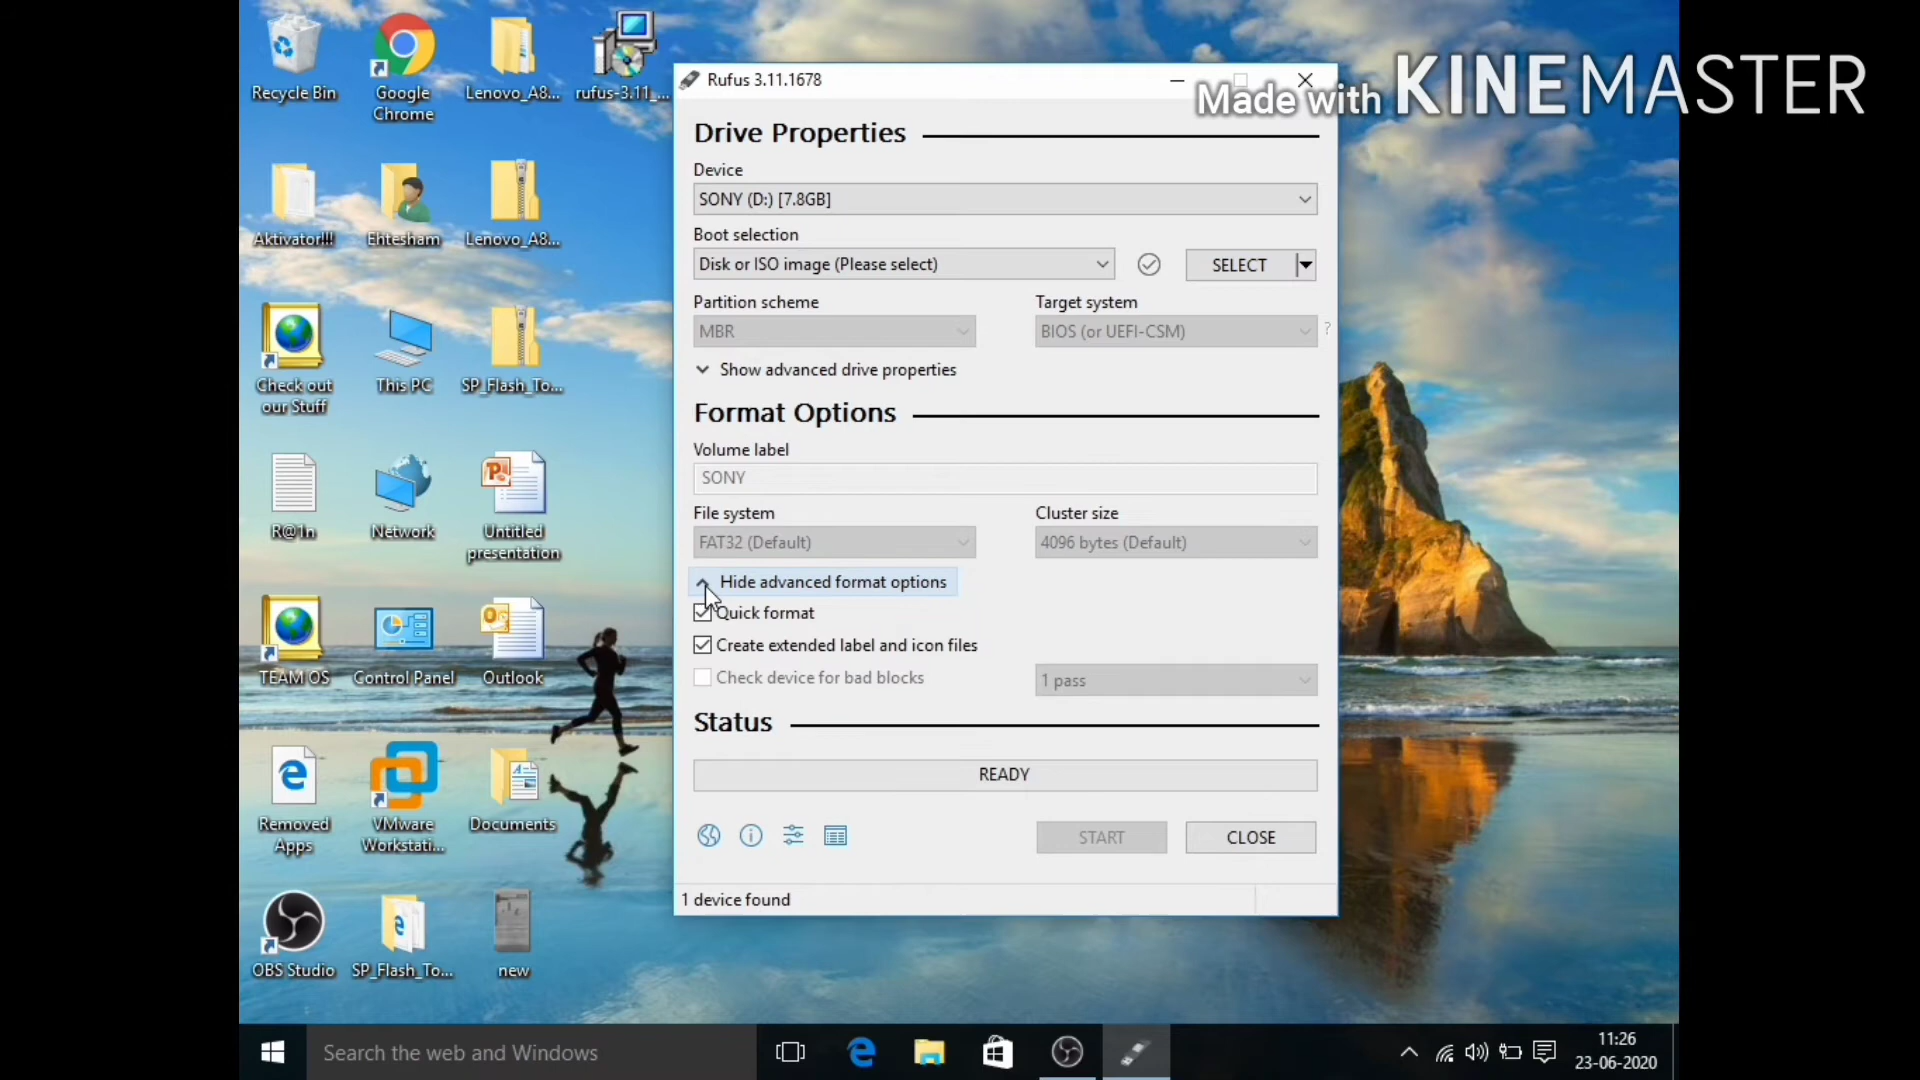 Recycle Bin
Google
Chrome
Lenovo_A8...
rufus-3.11_...
Aktivator!!!
Ehtesham
Lenovo_A8...
Check out
our Stuff
This PC
SP_Flash_To...
R@1n
Network
Untitled
presentation
TEAM OS
Control Panel
Outlook
Removed
Apps
VMware
Workstati...
Documents
OBS Studio
SP_Flash_To...
new
Rufus 3.11.1678
Made with KINEMASTER
Drive Properties
Device
SONY (D:) [7.8GB]
Boot selection
Disk or ISO image (Please select)
SELECT
Partition scheme
Target system
MBR
BIOS (or UEFI-CSM)
?
Show advanced drive properties
Format Options
Volume label
SONY
File system
Cluster size
FAT32 (Default)
4096 bytes (Default)
Hide advanced format options
Quick format
Create extended label and icon files
Check device for bad blocks
1 pass
Status
READY
START
CLOSE
1 device found
Search the web and Windows
11:26
23-06-2020